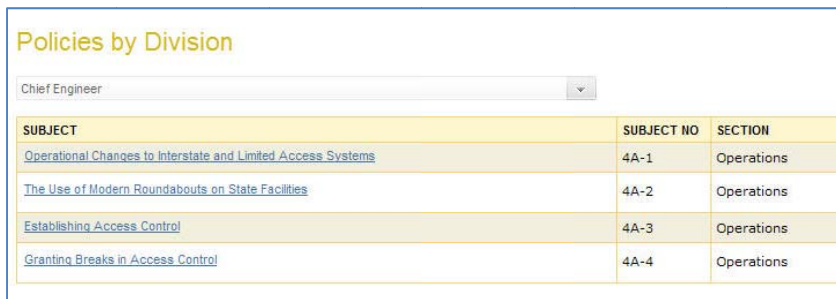 Policies by Division
Chief Engineer
SUBJECT SUBJECT NO SECTION
Operational Changes to Interstate and Limited Access Systems 4A-1 Operations
The Use of Modern Roundabouts on State Facilities 4A-2 Operations
Establishing Access Control 4A-3 Operations
Granting Breaks in Access Control 4A-4 Operations